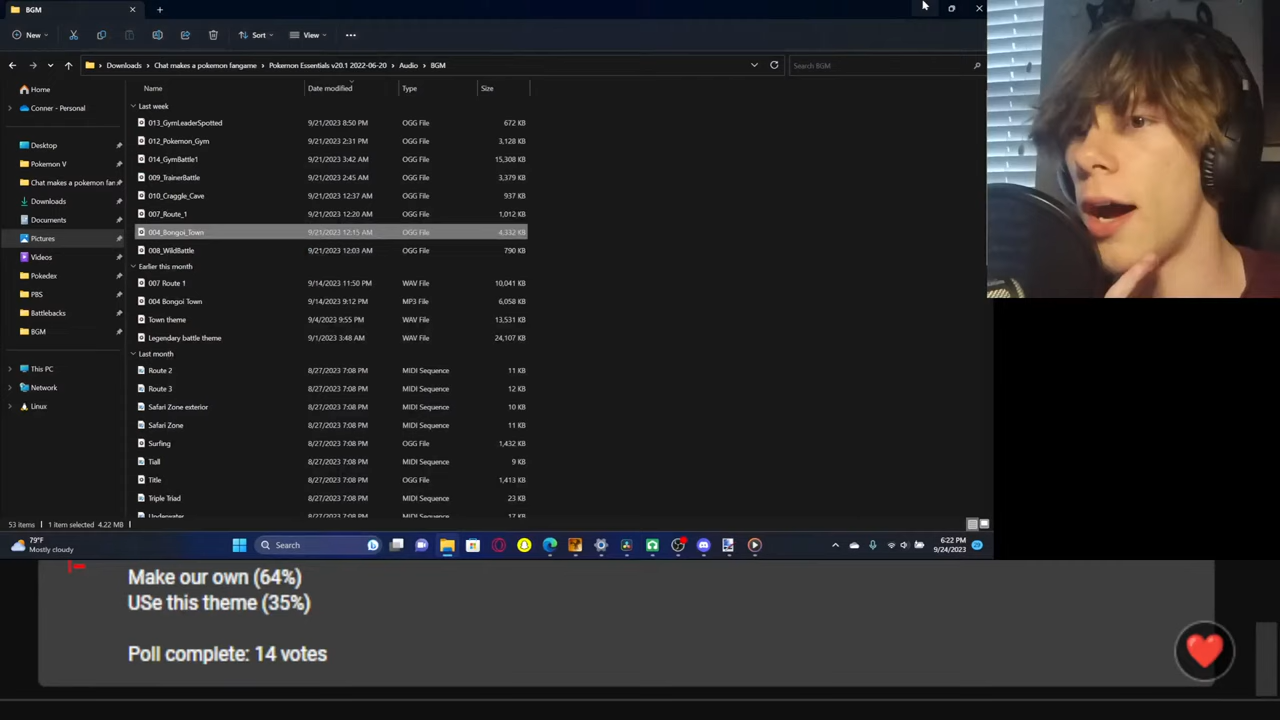 BGM
New
Sort
View
Downloads > Chat makes a pokemon fangame > Pokemon Essentials v20.1 2022-06-20 > Audio > BGM
Search BGM
Home
Conner - Personal
Desktop
Pokemon V
Chat makes a pokemon fan
Downloads
Documents
Pictures
Videos
Pokedex
PBS
Battlebacks
BGM
This PC
Network
Linux
Name Date modified Type Size
Last week
013_GymLeaderSpotted 9/21/2023 8:50 PM OGG File 672 KB
012_Pokemon_Gym 9/21/2023 2:31 PM OGG File 3,128 KB
014_GymBattle1 9/21/2023 3:42 AM OGG File 15,308 KB
009_TrainerBattle 9/21/2023 2:45 AM OGG File 3,379 KB
010_Craggle_Cave 9/21/2023 12:37 AM OGG File 937 KB
007_Route_1 9/21/2023 12:20 AM OGG File 1,012 KB
004_Bongoi_Town 9/21/2023 12:15 AM OGG File 4,332 KB
008_WildBattle 9/21/2023 12:03 AM OGG File 790 KB
Earlier this month
007 Route 1 9/14/2023 11:50 PM WAV File 10,041 KB
004 Bongoi Town 9/14/2023 9:12 PM MP3 File 6,058 KB
Town theme 9/4/2023 9:55 PM WAV File 13,531 KB
Legendary battle theme 9/1/2023 3:48 AM WAV File 24,107 KB
Last month
Route 2 8/27/2023 7:08 PM MIDI Sequence 11 KB
Route 3 8/27/2023 7:08 PM MIDI Sequence 12 KB
Safari Zone exterior 8/27/2023 7:08 PM MIDI Sequence 10 KB
Safari Zone 8/27/2023 7:08 PM MIDI Sequence 11 KB
Surfing 8/27/2023 7:08 PM OGG File 1,432 KB
Tiall 8/27/2023 7:08 PM MIDI Sequence 9 KB
Title 8/27/2023 7:08 PM OGG File 1,413 KB
Triple Triad 8/27/2023 7:08 PM MIDI Sequence 23 KB
Underwater 8/27/2023 7:08 PM MIDI Sequence 17 KB
53 items 1 item selected 4.22 MB
79°F
Mostly cloudy
Search
6:22 PM
9/24/2023
Make our own (64%)
USe this theme (35%)
Poll complete: 14 votes